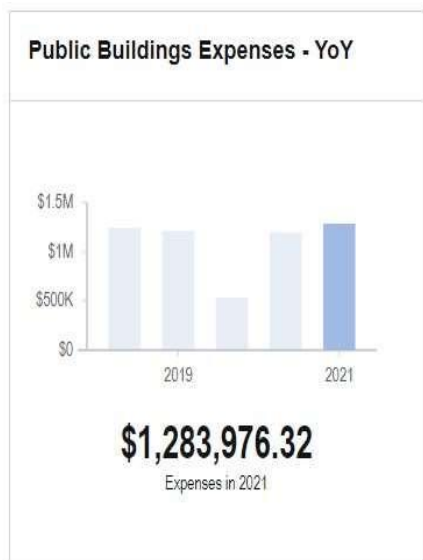 Public Buildings Expenses - YoY
$1.5M
$1M
$500K
$0
2019 2021
$1,283,976.32
Expenses in 2021